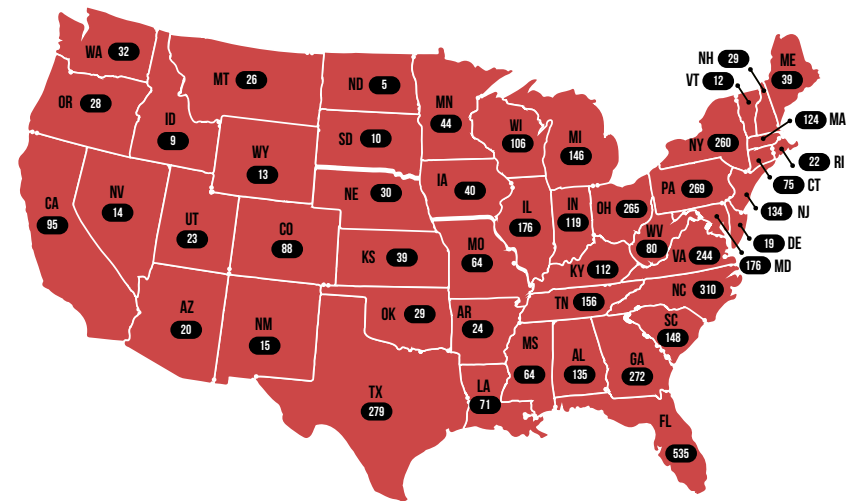 WA 32
MT 26
ND 5
MN
44
NH 29
VT 12
ME
39
OR 28
ID
9
SD 10
WI
106
MI
146
NY 260
124 MA
WY
13
22 RI
NE 30
IA
40
PA 269
75 CT
CA
95
NV
14
UT
23
CO
88
IL
176
IN
119
OH 265
134 NJ
WV
80
19 DE
KS 39
MO
64
KY 112
VA 244
176 MD
NC 310
TN 156
AZ
20
NM
15
OK 29
AR
24
SC
148
MS
64
AL
135
GA
272
TX
279
LA
71
FL
535